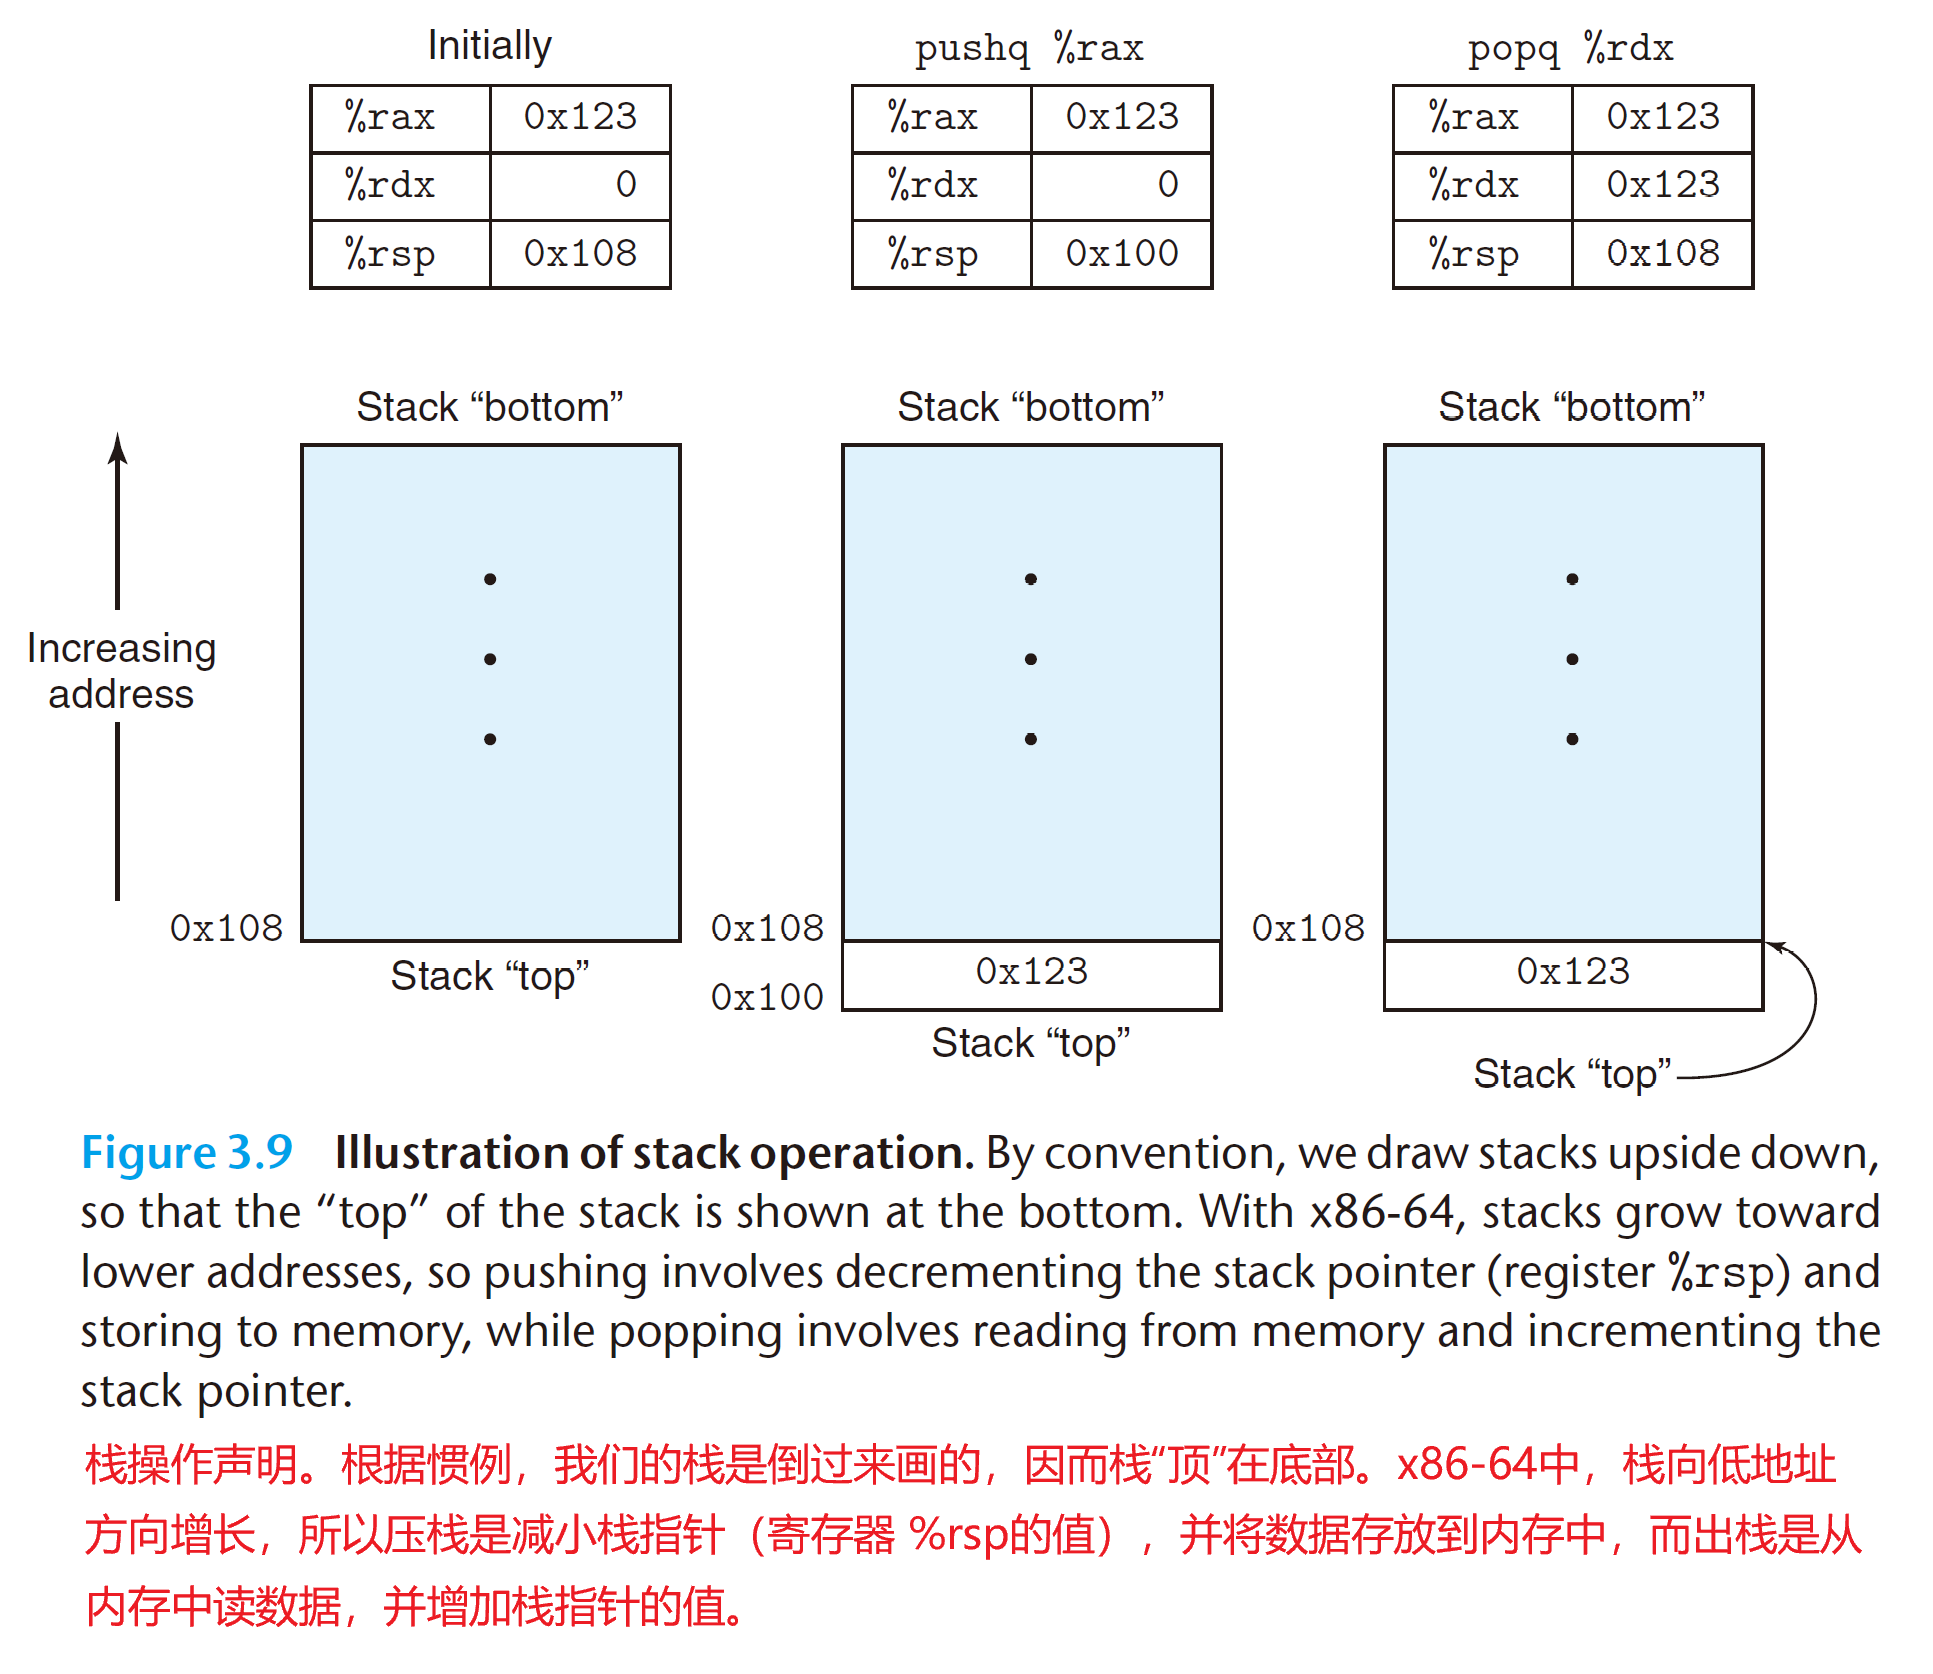 Initially
pushq %rax
popq %rdx
%rax 0x123
%rax 0x123
%rax 0x123
%rdx 0
%rdx 0
%rdx 0x123
%rsp 0x108
%rsp 0x100
%rsp 0x108
Stack “bottom”
Stack “bottom”
Stack “bottom”
Increasing
address
0x108
0x108
0x108
Stack “top”
0x123
0x123
0x100
Stack “top”
Stack “top”
Figure 3.9 Illustration of stack operation. By convention, we draw stacks upside down,
so that the “top” of the stack is shown at the bottom. With x86-64, stacks grow toward
lower addresses, so pushing involves decrementing the stack pointer (register %rsp) and
storing to memory, while popping involves reading from memory and incrementing the
stack pointer.
栈操作声明。根据惯例，我们的栈是倒过来画的，因而栈“顶”在底部。x86-64中，栈向低地址
方向增长，所以压栈是减小栈指针（寄存器 %rsp的值），并将数据存放到内存中，而出栈是从
内存中读数据，并增加栈指针的值。